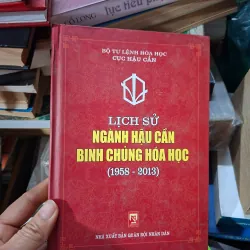 BỘ TƯ LỆNH HÓA HỌC
CỤC HẬU CẦN
LỊCH SỬ
NGÀNH HẬU CẦN
BINH CHỦNG HÓA HỌC
(1958 - 2013)
NHÀ XUẤT BẢN QUÂN ĐỘI NHÂN DÂN